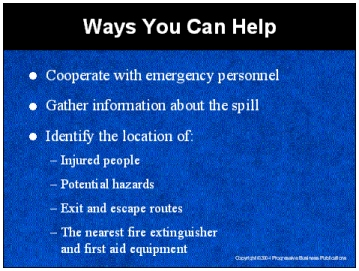 Ways You Can Help
● Cooperate with emergency personnel
● Gather information about the spill
● Identify the location of:
– Injured people
– Potential hazards
– Exit and escape routes
– The nearest fire extinguisher
and first aid equipment
Copyright ©2004 Progressive Business Publications